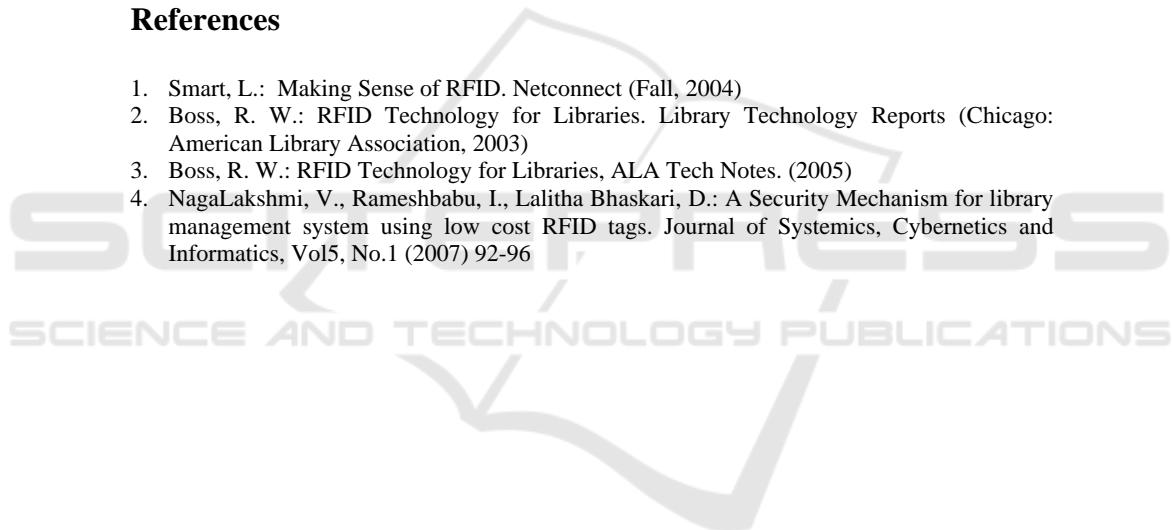 References
1. Smart, L.: Making Sense of RFID. Netconnect (Fall, 2004)
2. Boss, R. W.: RFID Technology for Libraries. Library Technology Reports (Chicago:
American Library Association, 2003)
3. Boss, R. W.: RFID Technology for Libraries, ALA Tech Notes. (2005)
4. NagaLakshmi, V., Rameshbabu, I., Lalitha Bhaskari, D.: A Security Mechanism for library
management system using low cost RFID tags. Journal of Systemics, Cybernetics and
Informatics, Vol5, No.1 (2007) 92-96
SCITEPRESS
SCIENCE AND TECHNOLOGY PUBLICATIONS